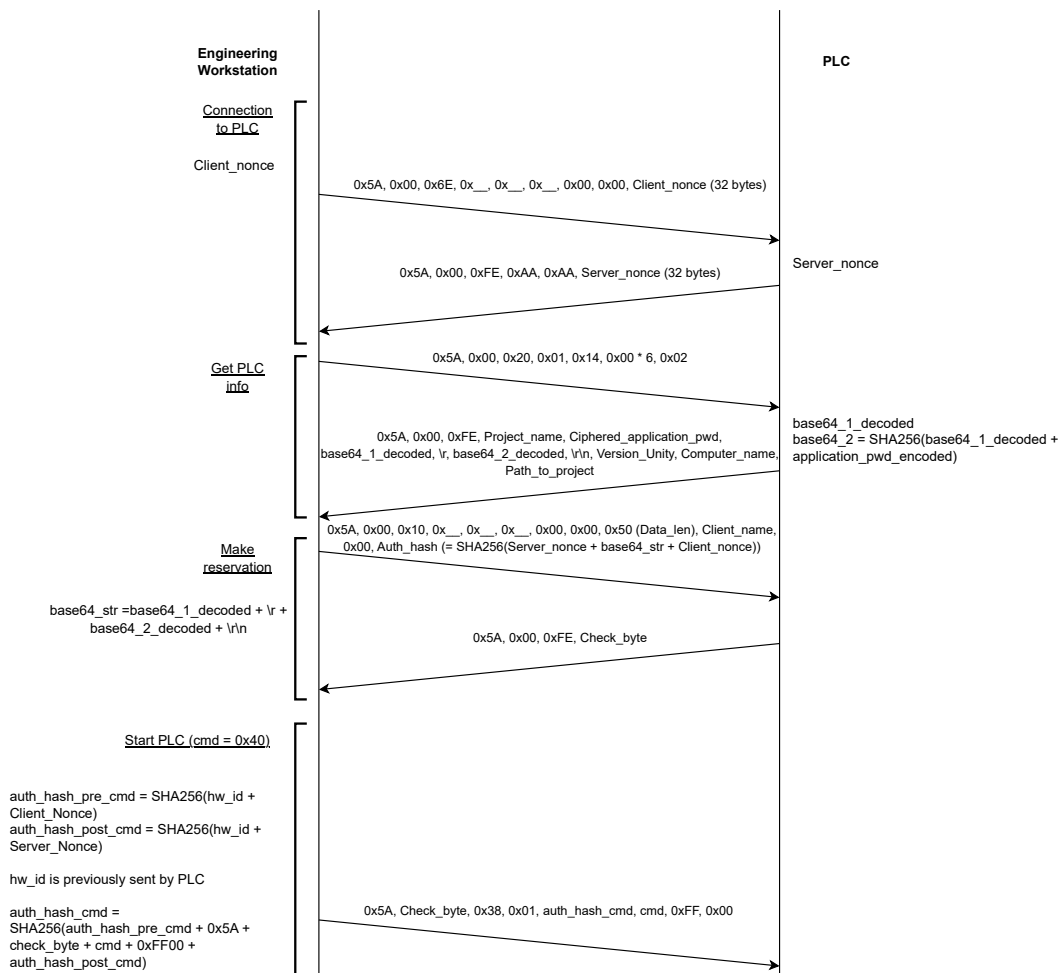 Engineering
Workstation
PLC
Connection
to PLC
Client_nonce
0x5A, 0x00, 0x6E, 0x__, 0x__, 0x__, 0x00, 0x00, Client_nonce (32 bytes)
Server_nonce
0x5A, 0x00, 0xFE, 0xAA, 0xAA, Server_nonce (32 bytes)
Get PLC
info
0x5A, 0x00, 0x20, 0x01, 0x14, 0x00 * 6, 0x02
base64_1_decoded
base64_2 = SHA256(base64_1_decoded +
application_pwd_encoded)
0x5A, 0x00, 0xFE, Project_name, Ciphered_application_pwd,
base64_1_decoded, \r, base64_2_decoded, \r\n, Version_Unity, Computer_name,
Path_to_project
Make
reservation
0x5A, 0x00, 0x10, 0x__, 0x__, 0x__, 0x00, 0x00, 0x50 (Data_len), Client_name,
0x00, Auth_hash (= SHA256(Server_nonce + base64_str + Client_nonce))
base64_str =base64_1_decoded + \r +
base64_2_decoded + \r\n
0x5A, 0x00, 0xFE, Check_byte
Start PLC (cmd = 0x40)
auth_hash_pre_cmd = SHA256(hw_id +
Client_Nonce)
auth_hash_post_cmd = SHA256(hw_id +
Server_Nonce)
hw_id is previously sent by PLC
auth_hash_cmd =
SHA256(auth_hash_pre_cmd + 0x5A +
check_byte + cmd + 0xFF00 +
auth_hash_post_cmd)
0x5A, Check_byte, 0x38, 0x01, auth_hash_cmd, cmd, 0xFF, 0x00